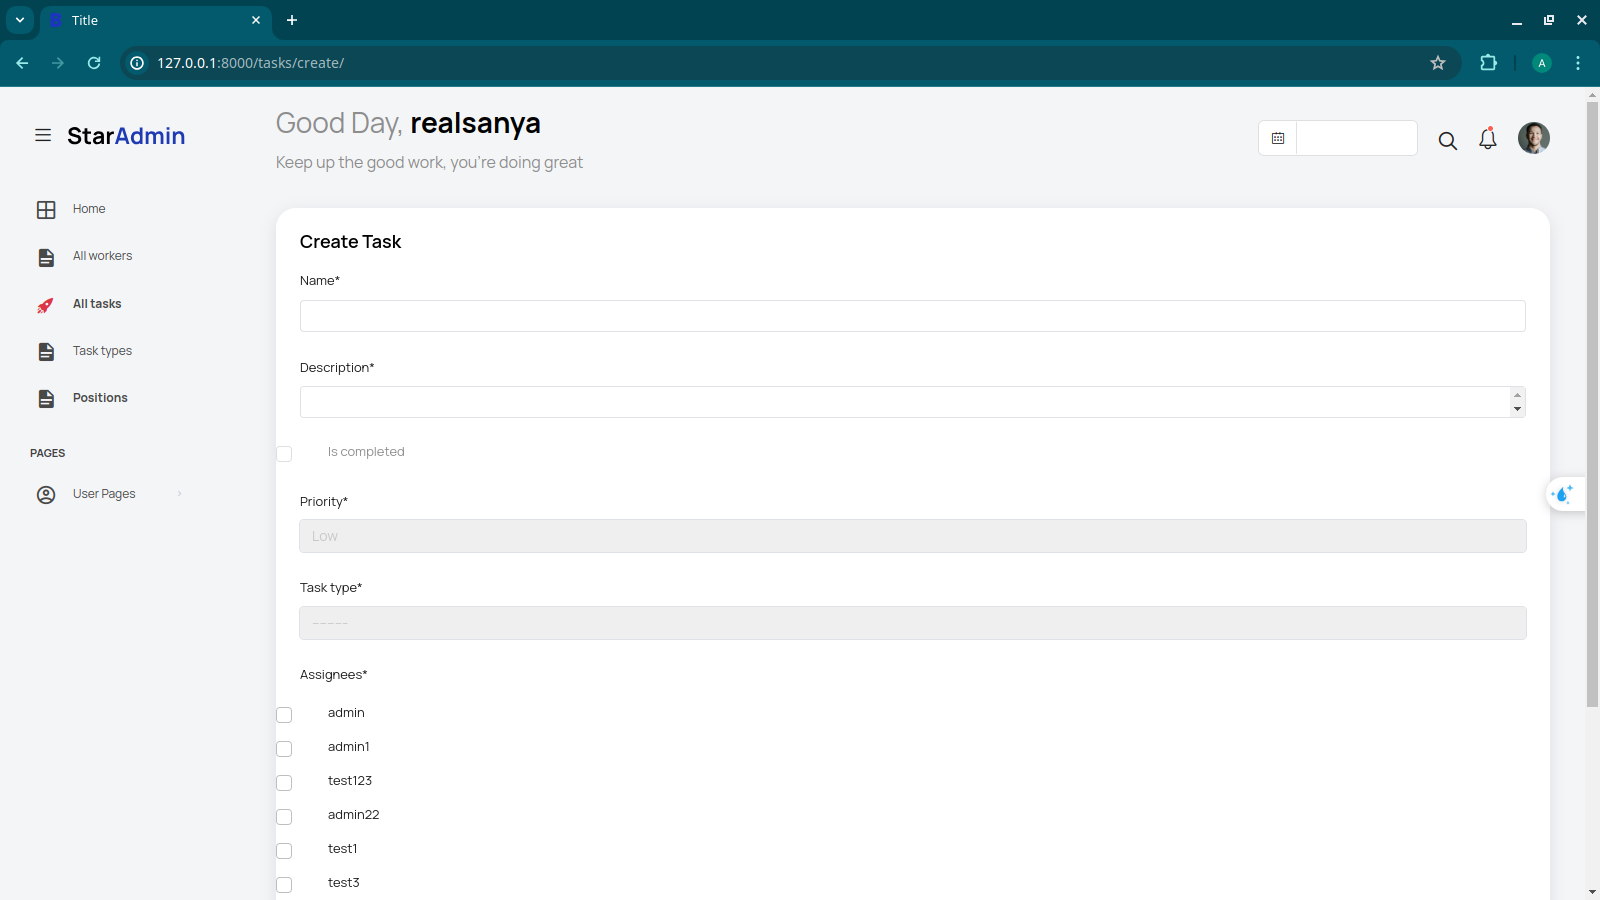 Title
127.0.0.1:8000/tasks/create/
A
StarAdmin
Good Day, realsanya
Keep up the good work, you're doing great
Home
All workers
All tasks
Task types
Positions
PAGES
User Pages
Create Task
Name*
Description*
Is completed
Priority*
Low
Task type*
---------
Assignees*
admin
admin1
test123
admin22
test1
test3